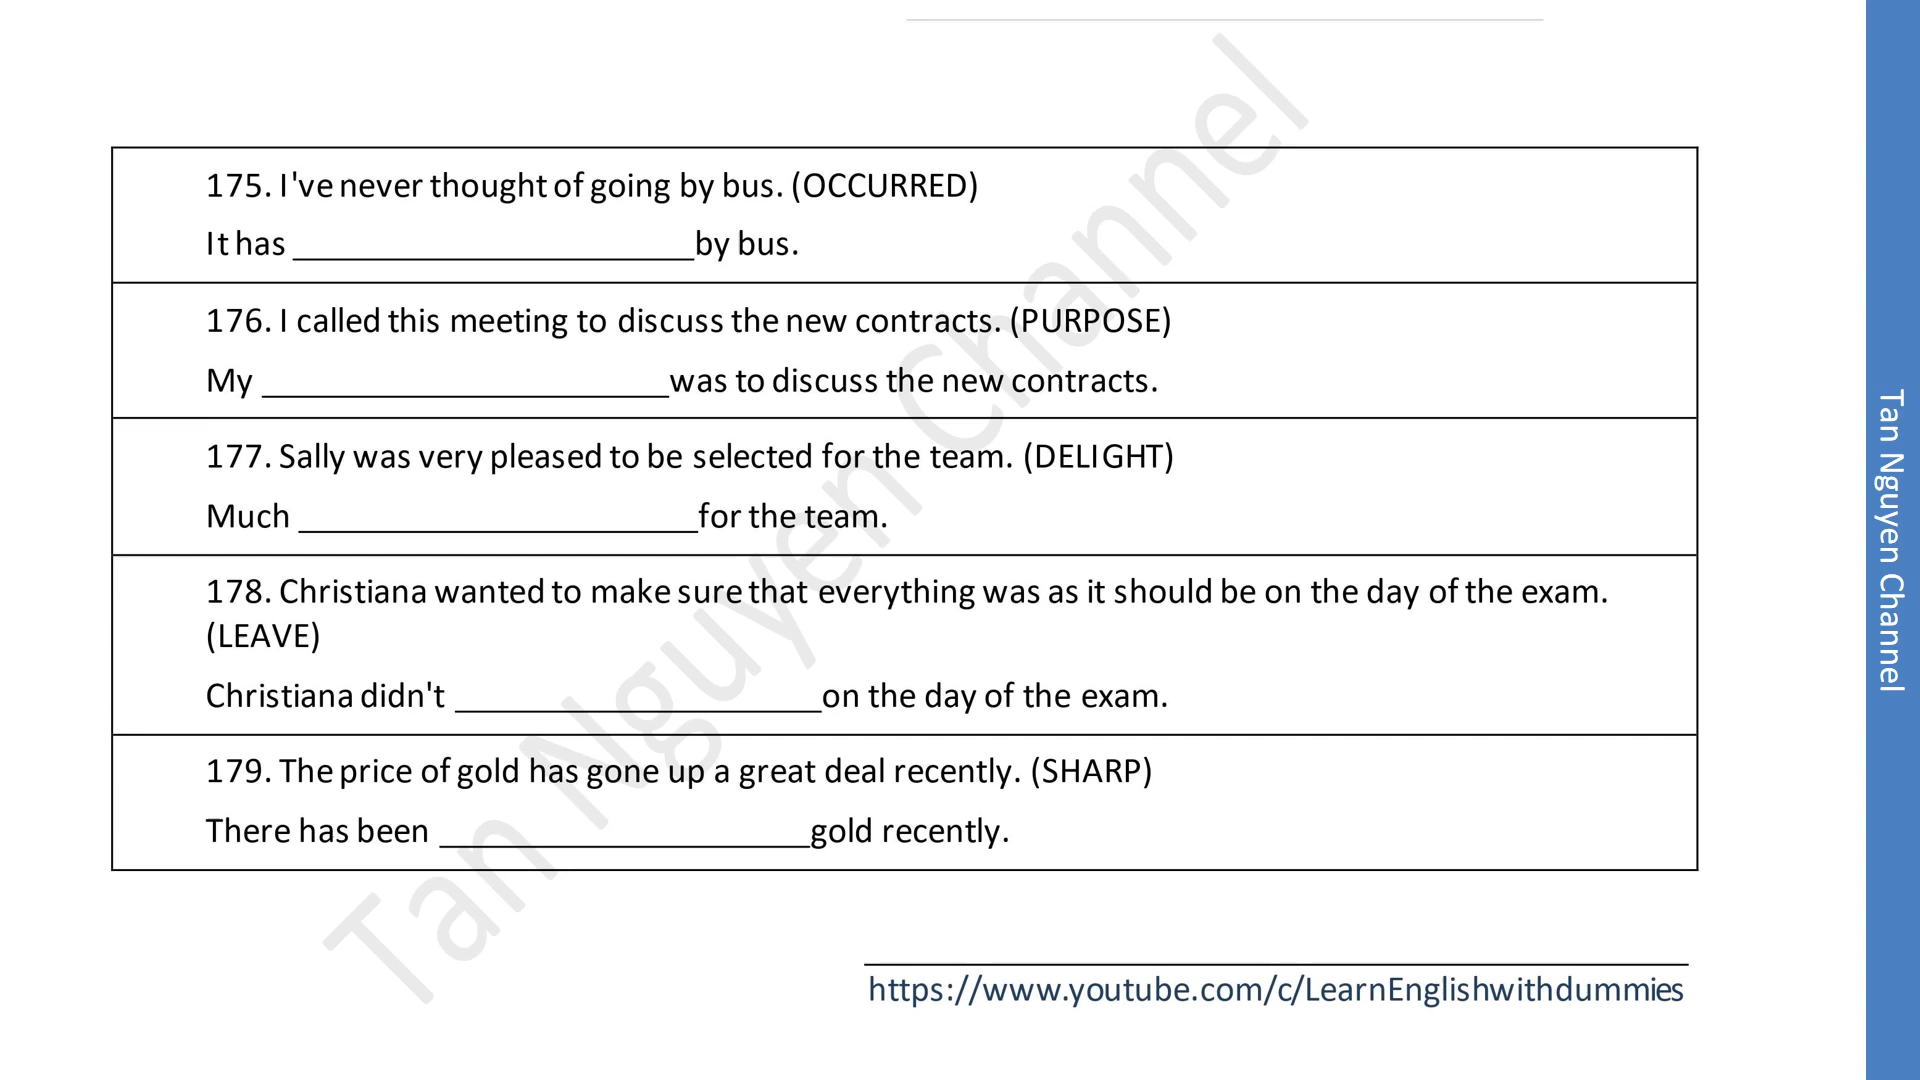 175. I've never thought of going by bus. (OCCURRED)
It has ______________________by bus.
176. I called this meeting to discuss the new contracts. (PURPOSE)
My ______________________was to discuss the new contracts.
177. Sally was very pleased to be selected for the team. (DELIGHT)
Much ______________________for the team.
178. Christiana wanted to make sure that everything was as it should be on the day of the exam.
(LEAVE)
Christiana didn't ____________________on the day of the exam.
179. The price of gold has gone up a great deal recently. (SHARP)
There has been ____________________gold recently.
https://www.youtube.com/c/LearnEnglishwithdummies
Tan Nguyen Channel
Tan Nguyen Channel